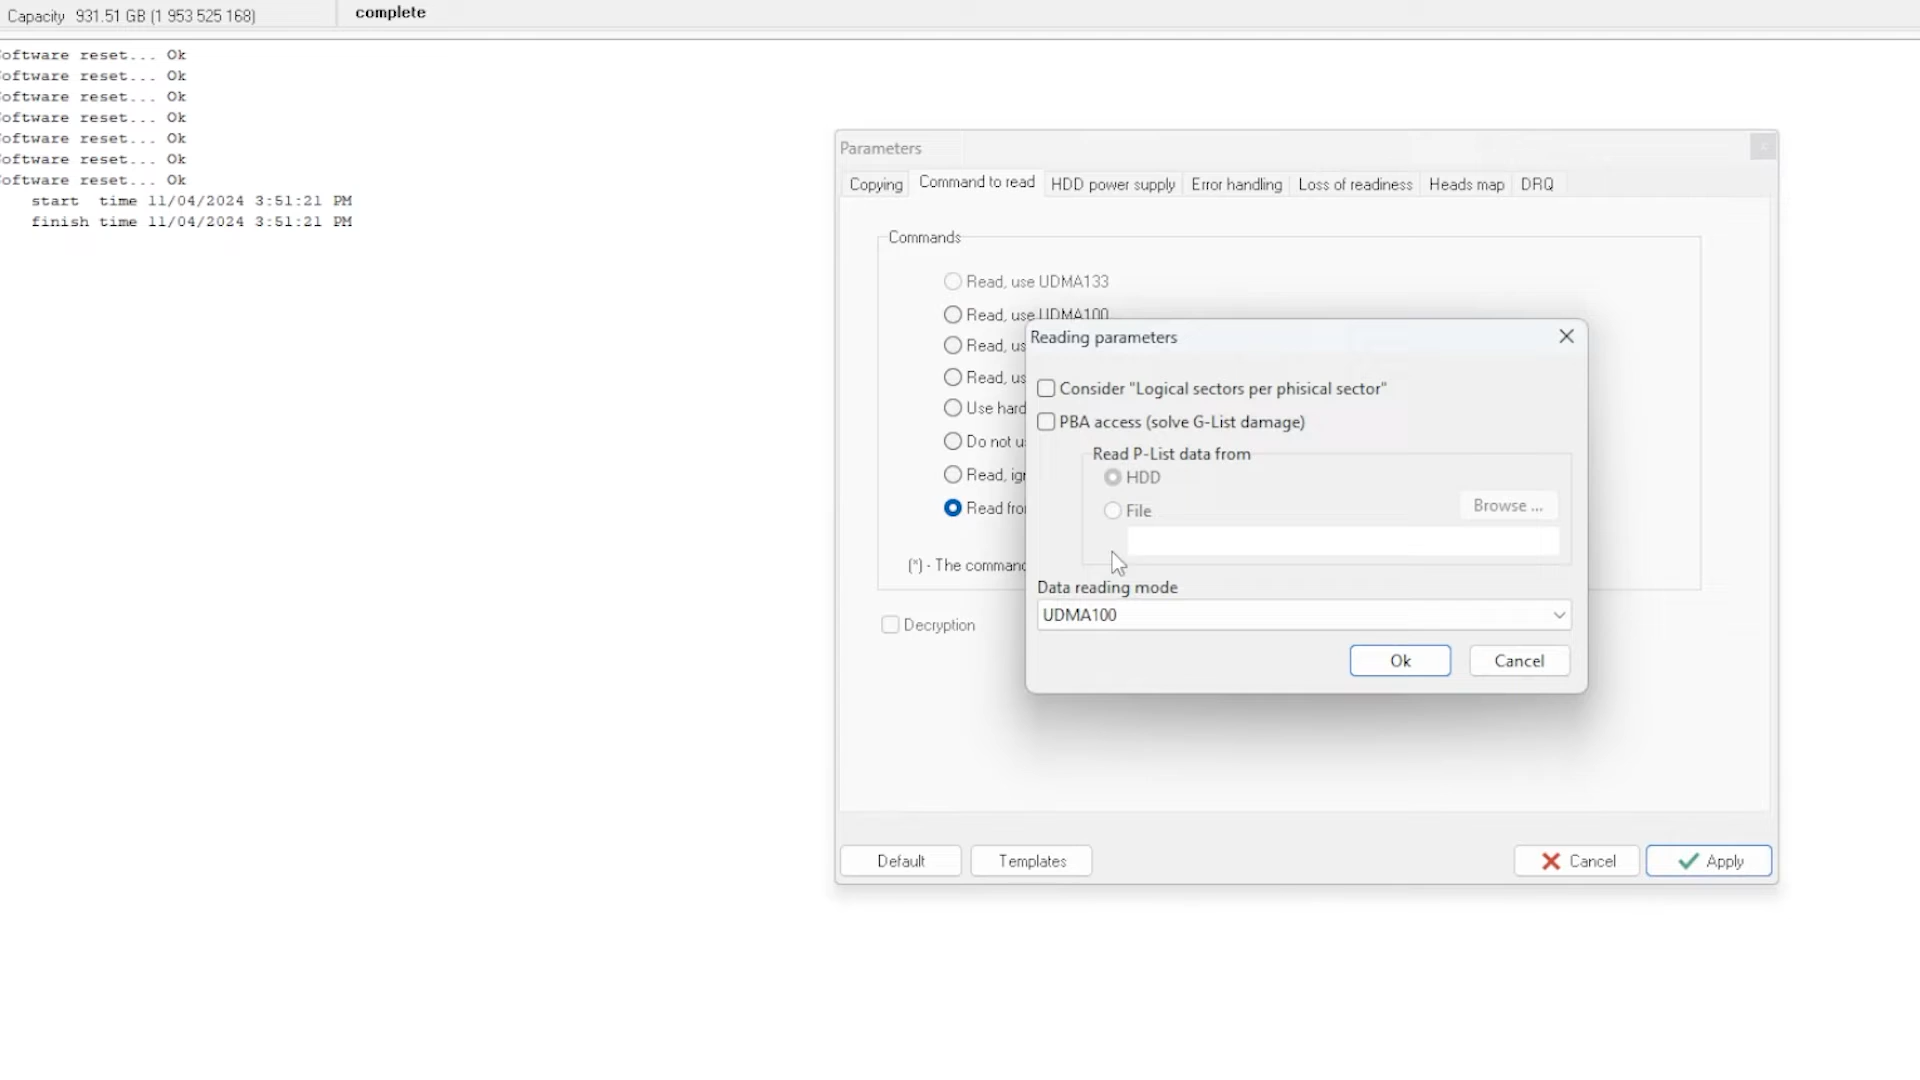 Capacity 931.51 GB (1 953 525 168)
complete
oftware reset... Ok
oftware reset... Ok
oftware reset... Ok
oftware reset... Ok
oftware reset... Ok
oftware reset... Ok
oftware reset... Ok
start time 11/04/2024 3:51:21 PM
finish time 11/04/2024 3:51:21 PM
Parameters
Copying Command to read HDD power supply Error handling Loss of readiness Heads map DRQ
Commands
Read, use UDMA133
Read, use UDMA100
Read, us
Read, us
Use hard
Do not u
Read, ig
Read fro
(*) - The command
Decryption
Reading parameters
Consider "Logical sectors per phisical sector"
PBA access (solve G-List damage)
Read P-List data from
HDD
File
Browse ...
Data reading mode
UDMA100
Ok Cancel
Default Templates Cancel Apply